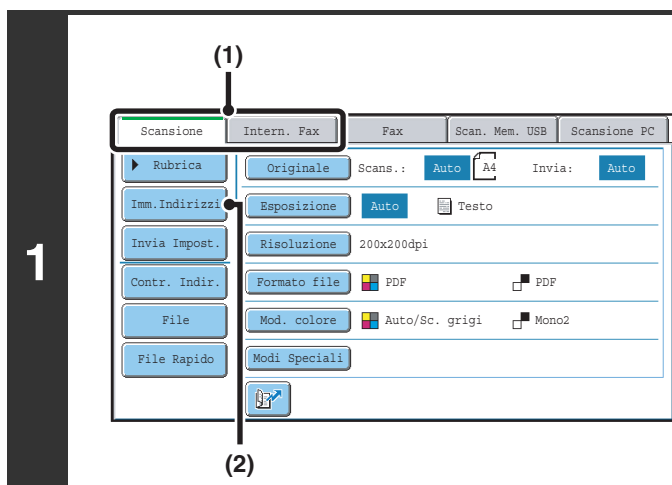 (1)
Scansione Intern. Fax Fax Scan. Mem. USB Scansione PC
Rubrica Originale Scans.: Auto A4 Invia: Auto
Imm.Indirizzi Esposizione Auto Testo
Invia Impost. Risoluzione 200x200dpi
1
Contr. Indir. Formato file PDF PDF
File Mod. colore Auto/Sc. grigi Mono2
File Rapido Modi Speciali
(2)